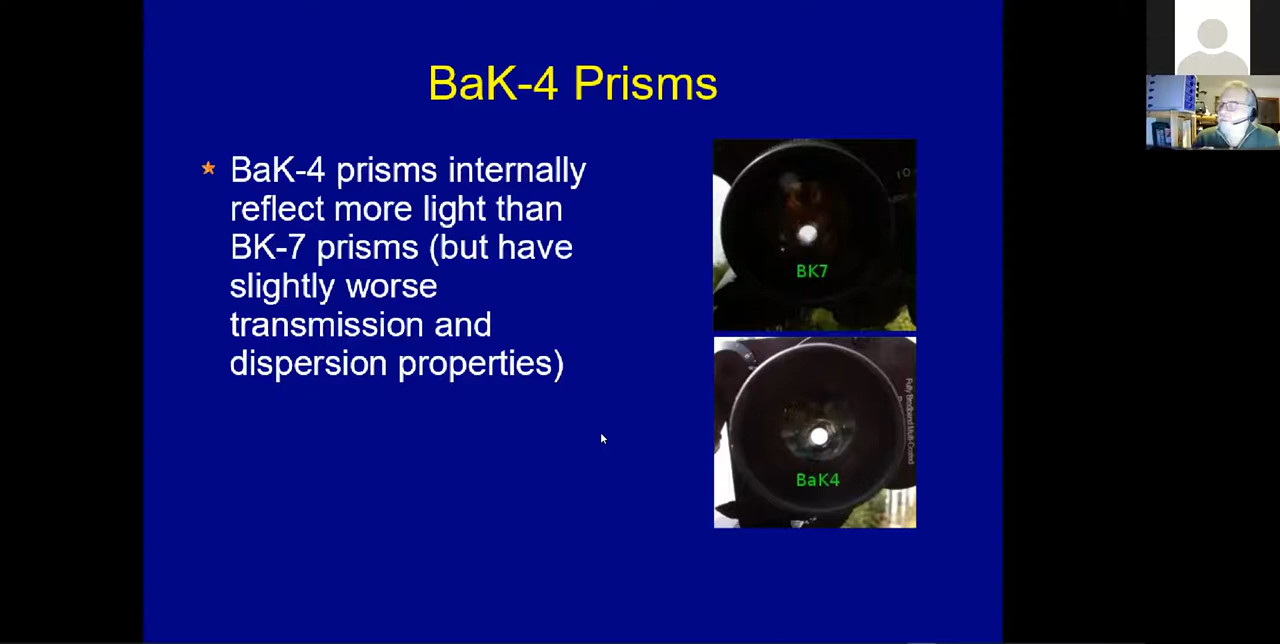 BaK-4 Prisms
BaK-4 prisms internally
reflect more light than
BK-7 prisms (but have
slightly worse
transmission and
dispersion properties)
BK7
BaK4